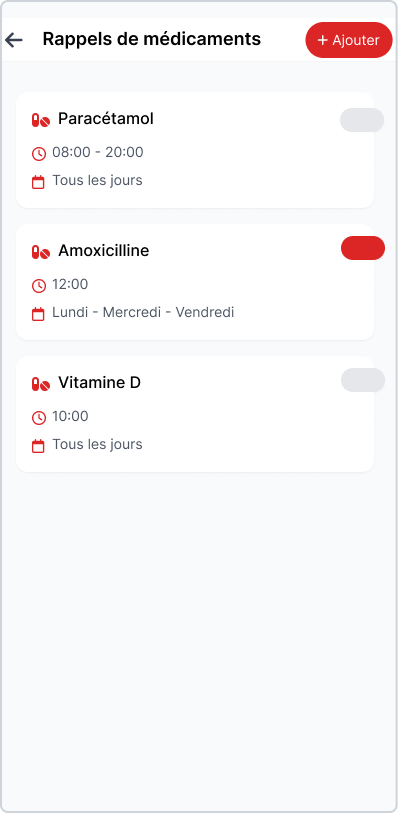 Rappels de médicaments
+ Ajouter
Paracétamol
08:00 - 20:00
Tous les jours
Amoxicilline
12:00
Lundi - Mercredi - Vendredi
Vitamine D
10:00
Tous les jours